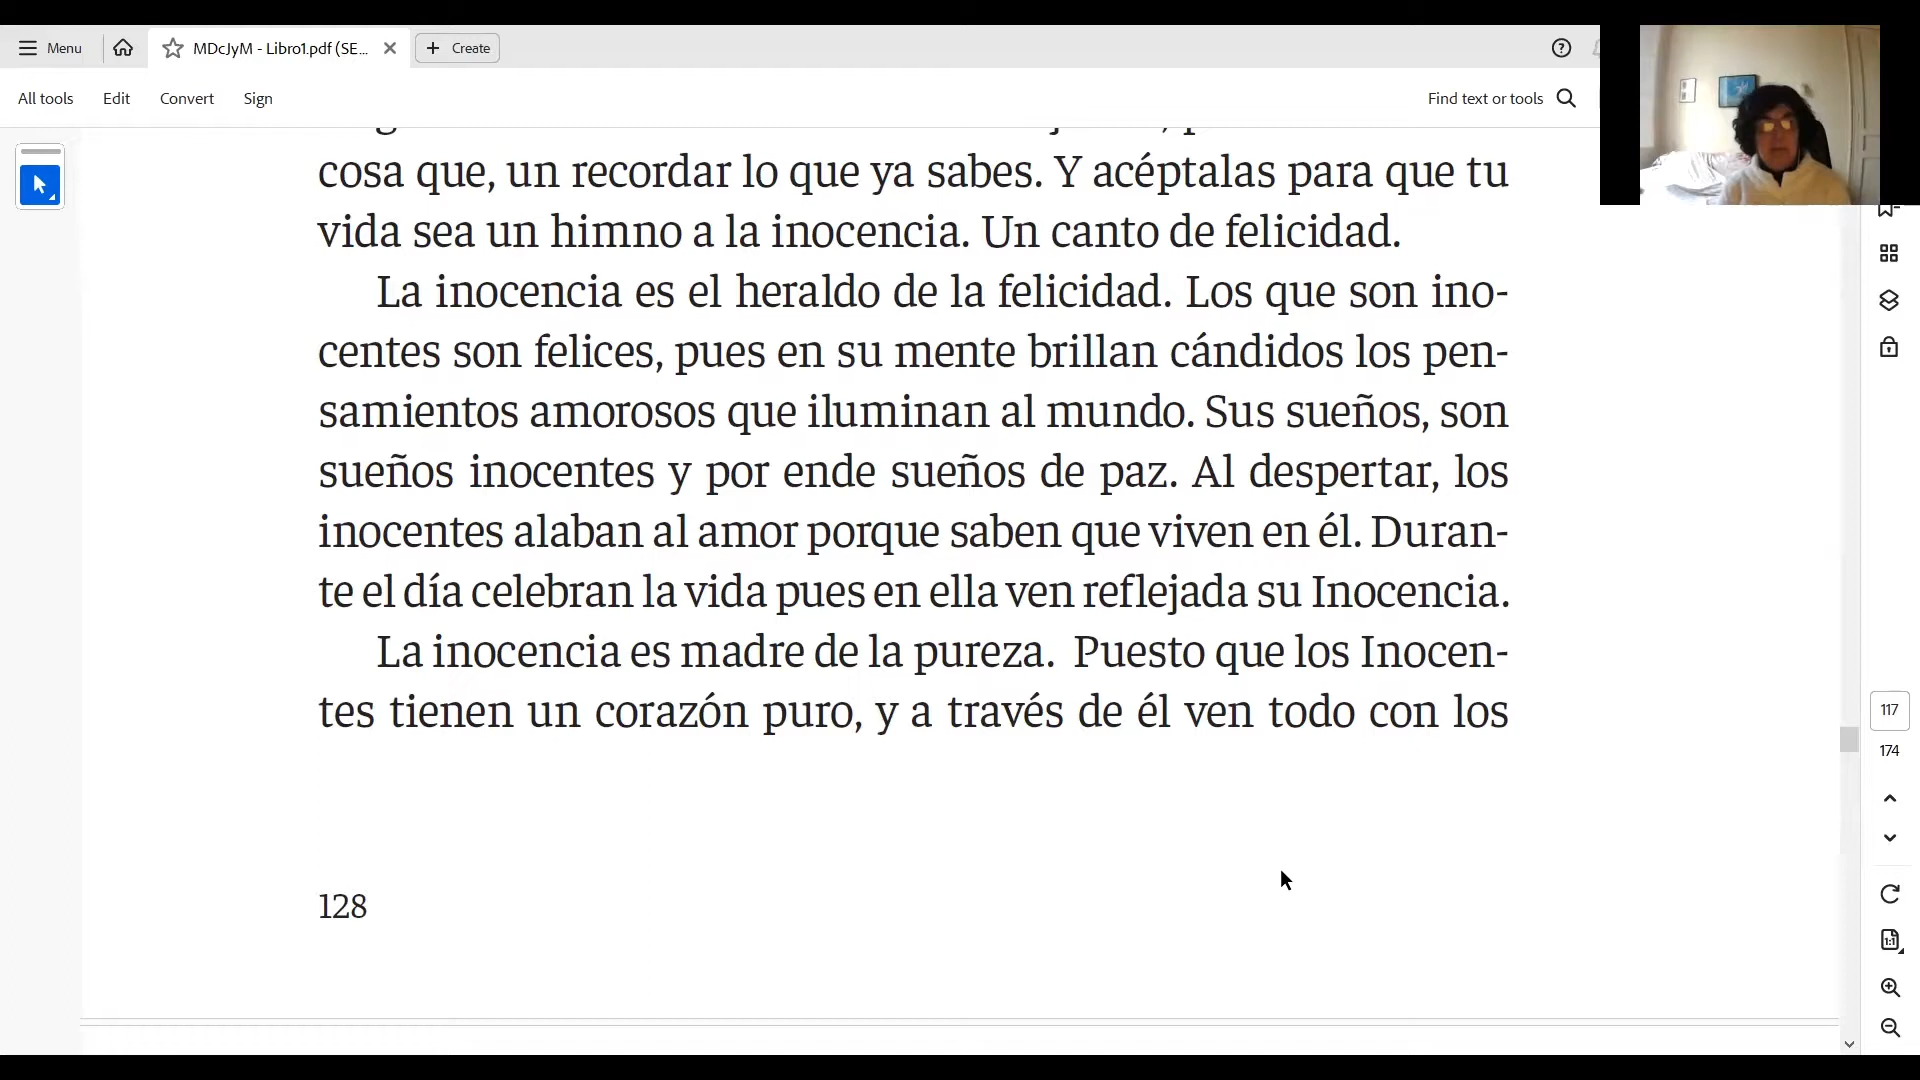 Menu
MDcJyM - Libro1.pdf (SE...
Create
All tools
Edit
Convert
Sign
Find text or tools
cosa que, un recordar lo que ya sabes. Y acéptalas para que tu
vida sea un himno a la inocencia. Un canto de felicidad.
La inocencia es el heraldo de la felicidad. Los que son ino-
centes son felices, pues en su mente brillan cándidos los pen-
samientos amorosos que iluminan al mundo. Sus sueños, son
sueños inocentes y por ende sueños de paz. Al despertar, los
inocentes alaban al amor porque saben que viven en él. Duran-
te el día celebran la vida pues en ella ven reflejada su Inocencia.
La inocencia es madre de la pureza. Puesto que los Inocen-
tes tienen un corazón puro, y a través de él ven todo con los
128
117
174